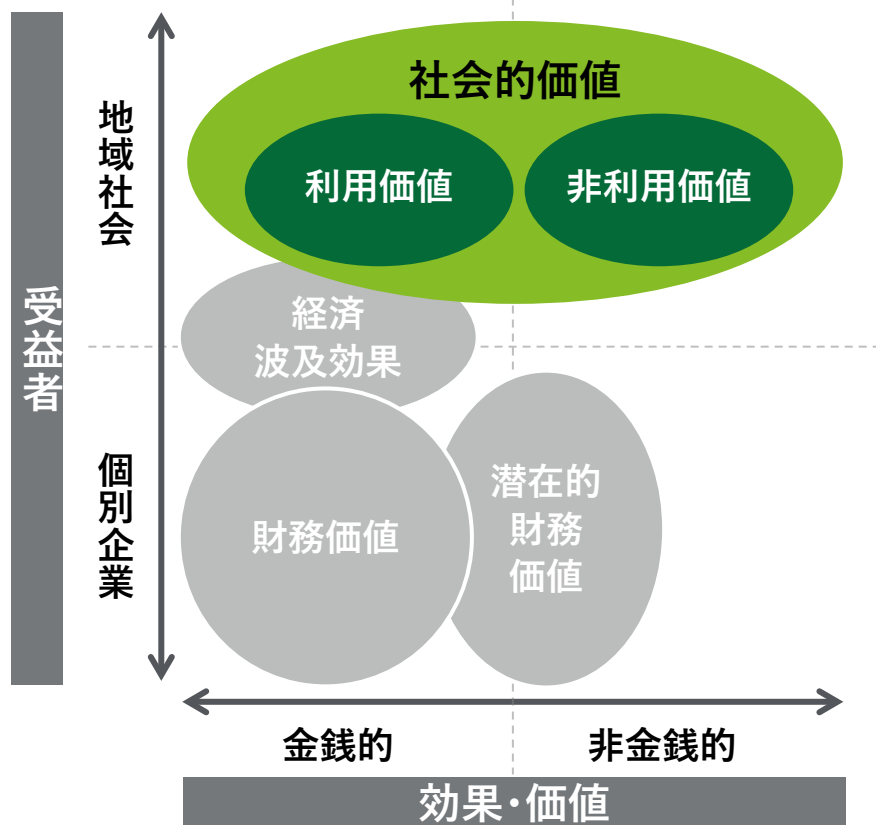 社会的価値
利用価値
非利用価値
地域社会
受益者
経済
波及効果
個別企業
財務価値
潜在的
財務
価値
金銭的
非金銭的
効果・価値